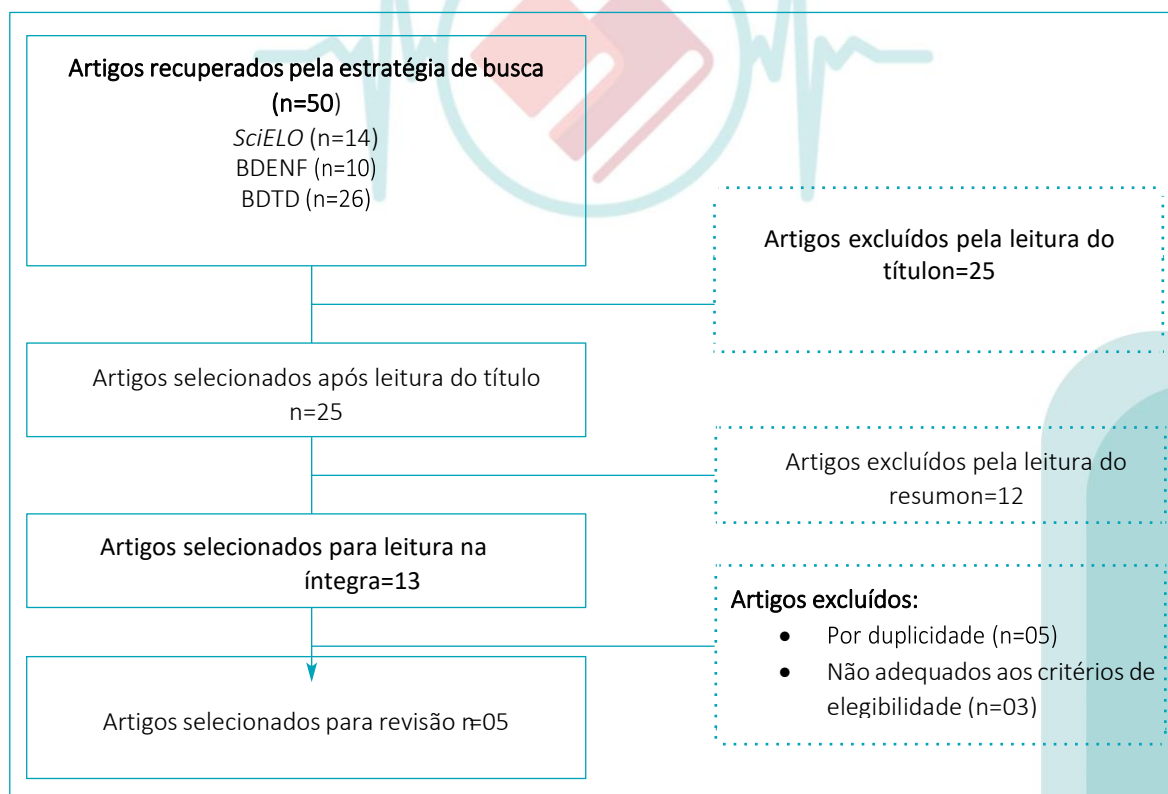 Artigos recuperados pela estratégia de busca
(n=50)
SciELO (n=14)
BDENF (n=10)
BDTD (n=26)
Artigos excluídos pela leitura do
títulon=25
Artigos selecionados após leitura do título
n=25
Artigos excluídos pela leitura do
resumon=12
Artigos selecionados para leitura na
íntegra=13
Artigos excluídos:
● Por duplicidade (n=05)
● Não adequados aos critérios de
elegibilidade (n=03)
Artigos selecionados para revisão n=05